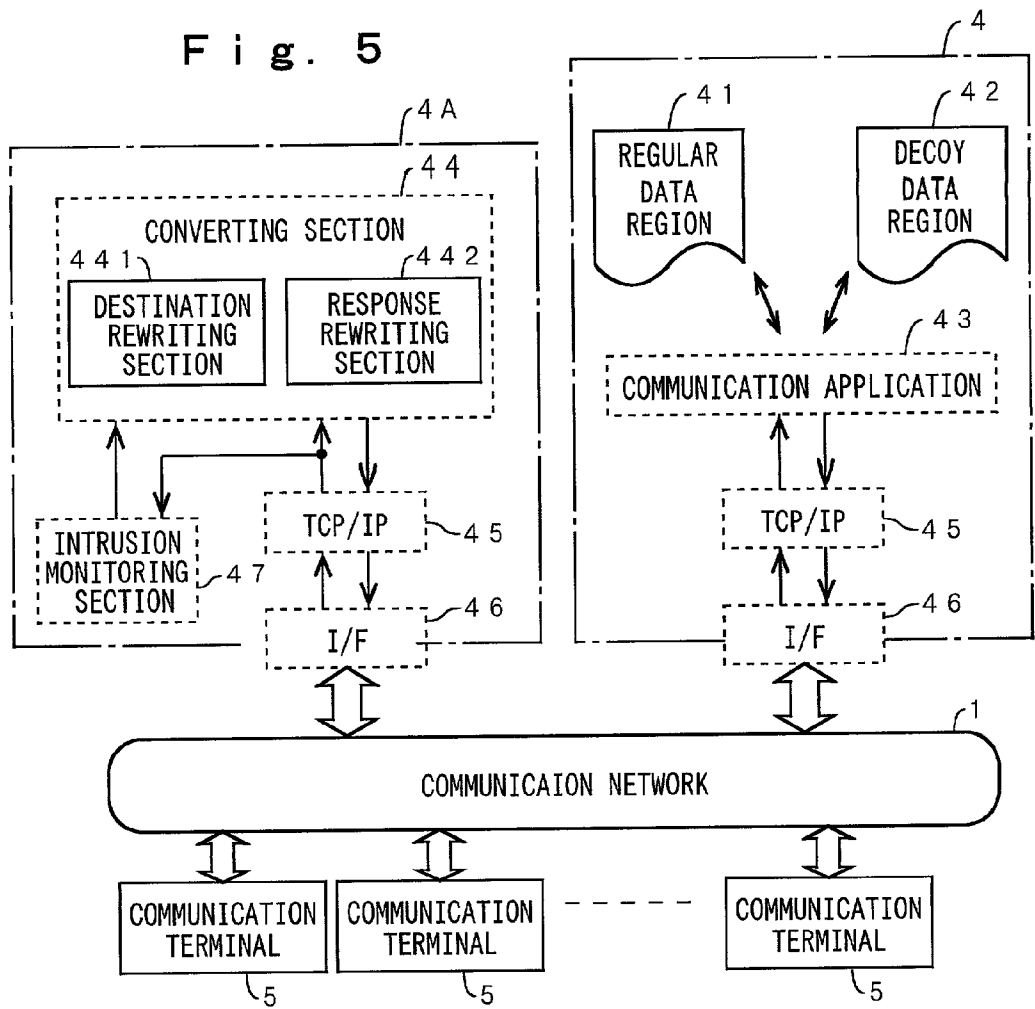 Fig. 5
4
4A
41
42
REGULAR
DATA
REGION
DECOY
DATA
REGION
44
CONVERTING SECTION
441
442
DESTINATION
REWRITING
SECTION
RESPONSE
REWRITING
SECTION
43
COMMUNICATION APPLICATION
TCP/IP
45
TCP/IP
45
INTRUSION
MONITORING
SECTION
47
46
I/F
46
I/F
1
COMMUNICAION NETWORK
COMMUNICATION
TERMINAL
COMMUNICATION
TERMINAL
COMMUNICATION
TERMINAL
5
5
5